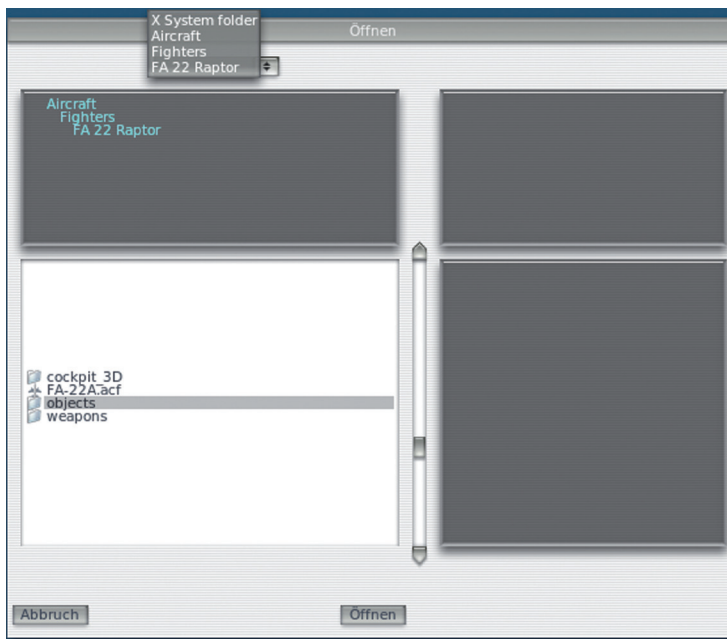 X System folder
Öffnen
Aircraft
Fighters
FA 22 Raptor
Aircraft
Fighters
FA 22 Raptor
cockpit_3D
FA-22A.acf
objects
weapons
Abbruch
Öffnen